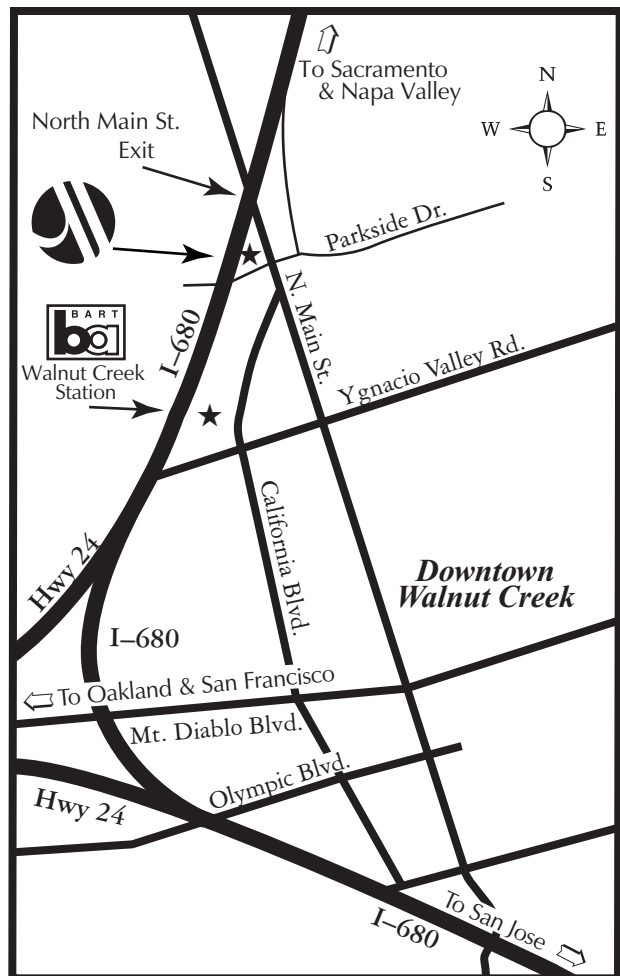 To Sacramento
& Napa Valley
N
W
E
S
North Main St.
Exit
Parkside Dr.
BART
ba
Walnut Creek
Station
I–680
N. Main St.
Ygnacio Valley Rd.
California Blvd.
Hwy 24
Downtown
Walnut Creek
I–680
To Oakland & San Francisco
Mt. Diablo Blvd.
Olympic Blvd.
Hwy 24
To San Jose
I–680